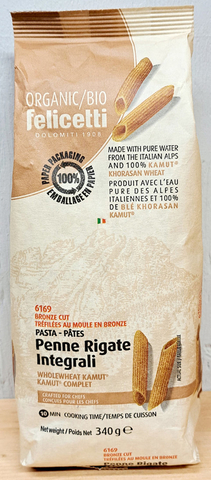 ORGANIC/BIO
felicetti
DOLOMITI 1908
PAPER PACKAGING
100%
EMBALLAGE EN PAPIER
MADE WITH PURE WATER
FROM THE ITALIAN ALPS
AND 100% KAMUT®
KHORASAN WHEAT
PRODUIT AVEC L'EAU
PURE DES ALPES
ITALIENNES ET 100%
DE BLÉ KHORASAN
KAMUT®
6169
BRONZE CUT
TRÉFILÉES AU MOULE EN BRONZE
PASTA - PÂTES
Penne Rigate
Integrali
WHOLEWHEAT KAMUT®
KAMUT® COMPLET
CRAFTED FOR CHEFS
CONÇUES POUR LES CHEFS
10 MIN COOKING TIME/TEMPS DE CUISSON
Net weight / Poids Net 340 g ℮
6169
BRONZE CUT
TRÉFILÉES AU MOULE EN BRONZE
Penne Rigate